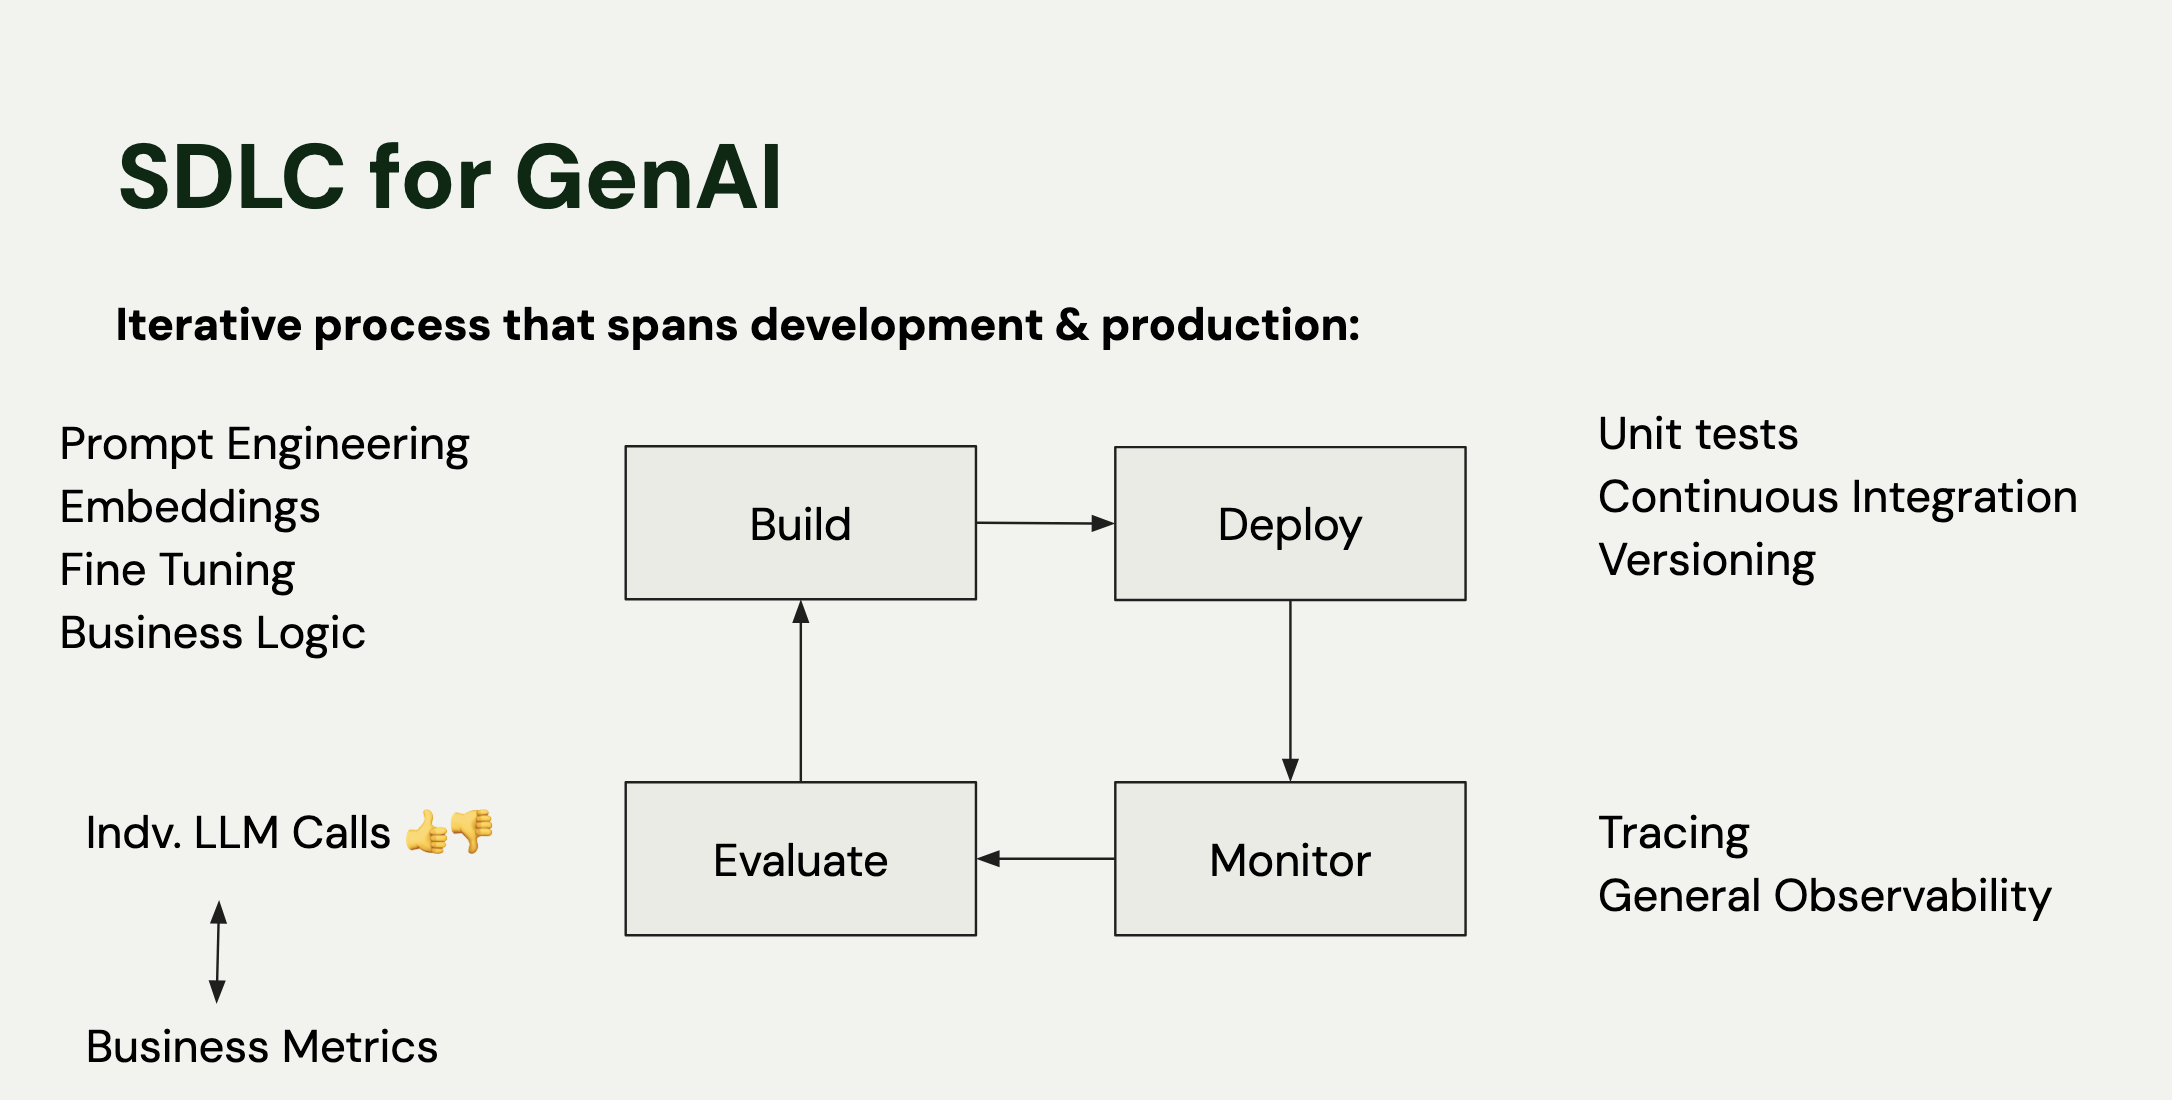 SDLC for GenAI
Iterative process that spans development & production:
Prompt Engineering
Embeddings
Fine Tuning
Business Logic
Build
Deploy
Unit tests
Continuous Integration
Versioning
Indv. LLM Calls 👍👎
Business Metrics
Evaluate
Monitor
Tracing
General Observability